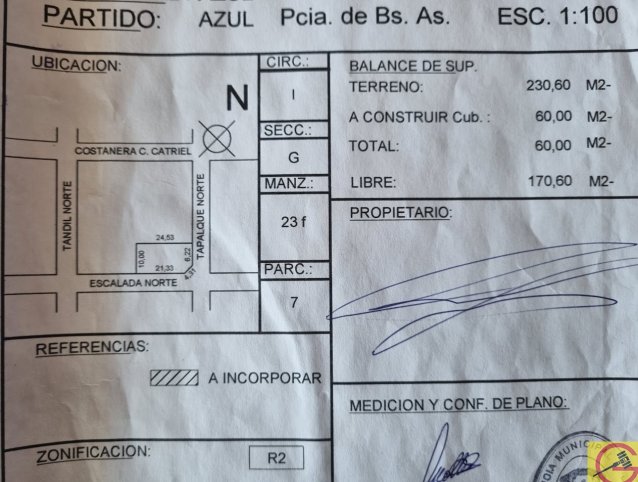 PARTIDO: AZUL Pcia. de Bs. As. ESC. 1:100
UBICACION:
N
COSTANERA C. CATRIEL
TANDIL NORTE
TAPALQUE NORTE
24,53
10,00
6,22
21,33
4,91
ESCALADA NORTE
CIRC.:
I
SECC.:
G
MANZ.:
23 f
PARC.:
7
BALANCE DE SUP.
TERRENO: 230,60 M2-
A CONSTRUIR Cub. : 60,00 M2-
TOTAL: 60,00 M2-
LIBRE: 170,60 M2-
PROPIETARIO:
REFERENCIAS:
A INCORPORAR
MEDICION Y CONF. DE PLANO:
ZONIFICACION: R2